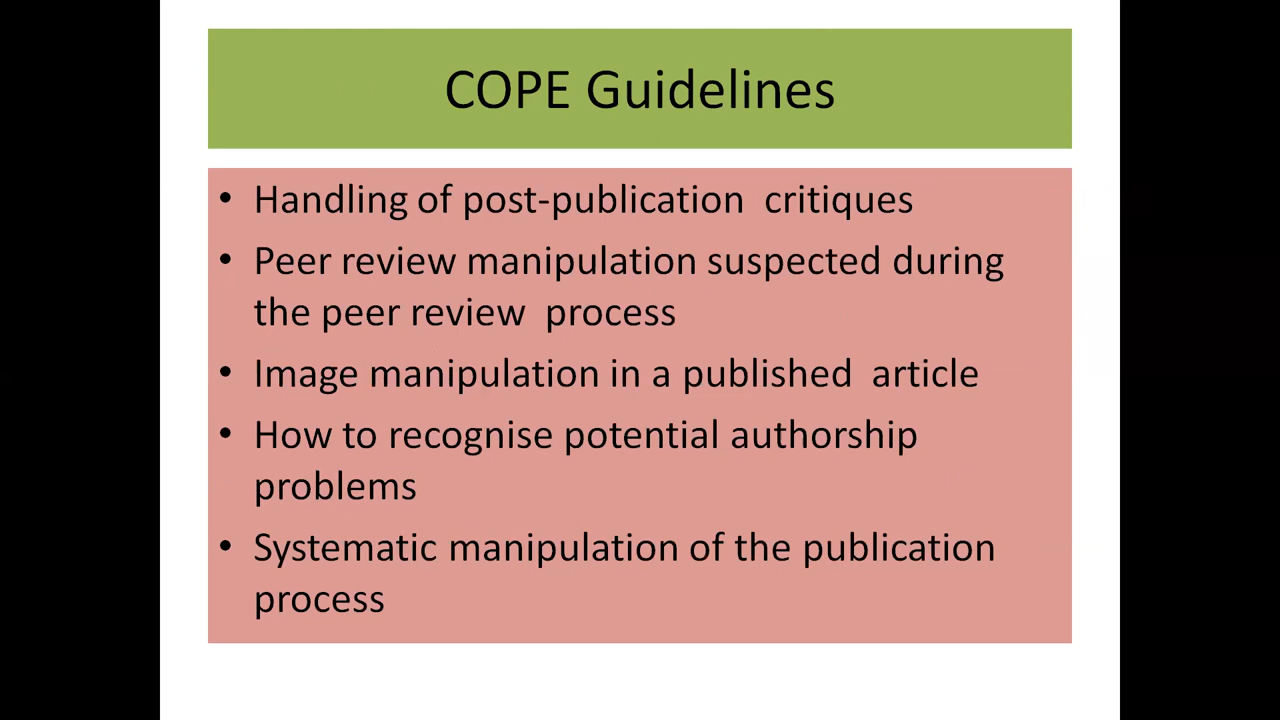 COPE Guidelines
• Handling of post-publication  critiques
• Peer review manipulation suspected during
the peer review  process
• Image manipulation in a published  article
• How to recognise potential authorship
problems
• Systematic manipulation of the publication
process